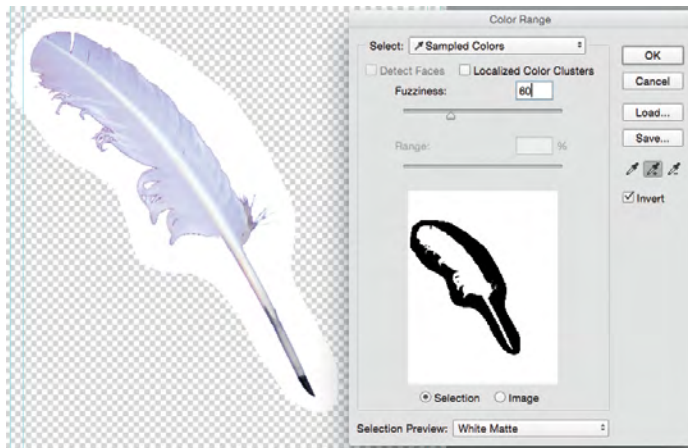 Color Range
Select: Sampled Colors
Detect Faces Localized Color Clusters
Fuzziness: 60
Range: %
Selection Image
Selection Preview: White Matte
OK
Cancel
Load...
Save...
Invert